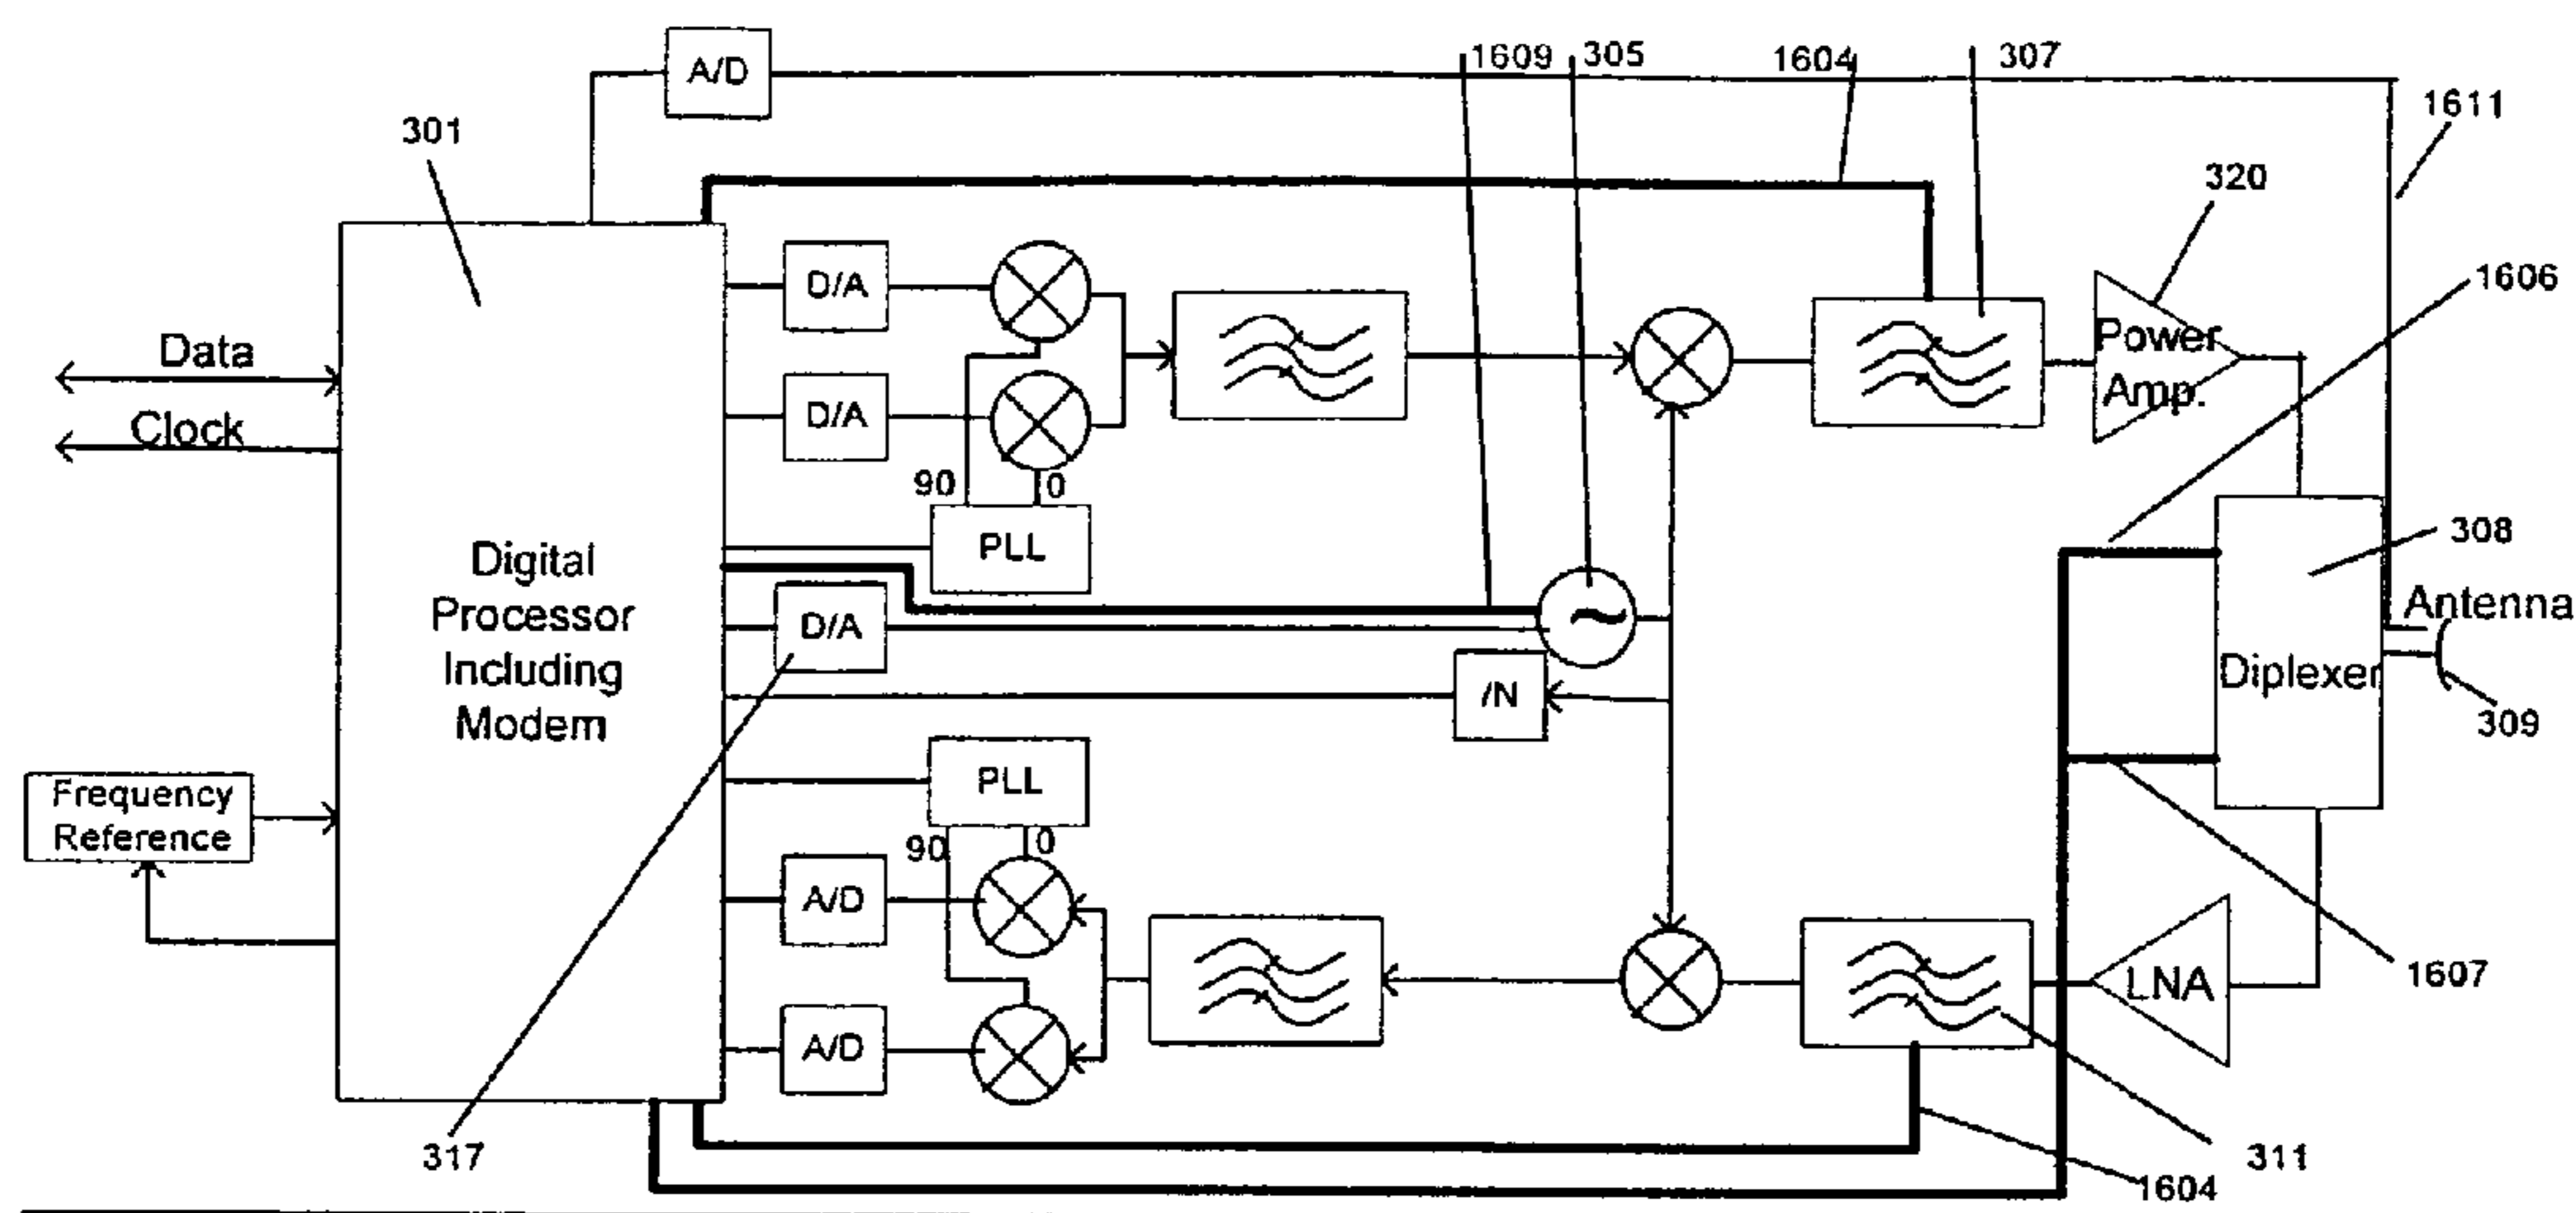 A/D
1609
305
1604
307
1611
301
320
1606
D/A
Power
Amp.
Data
D/A
Clock
90
0
PLL
308
Digital
Processor
Including
Modem
D/A
Antenna
/N
Diplexer
309
PLL
Frequency
Reference
90
0
A/D
LNA
1607
A/D
317
311
1604